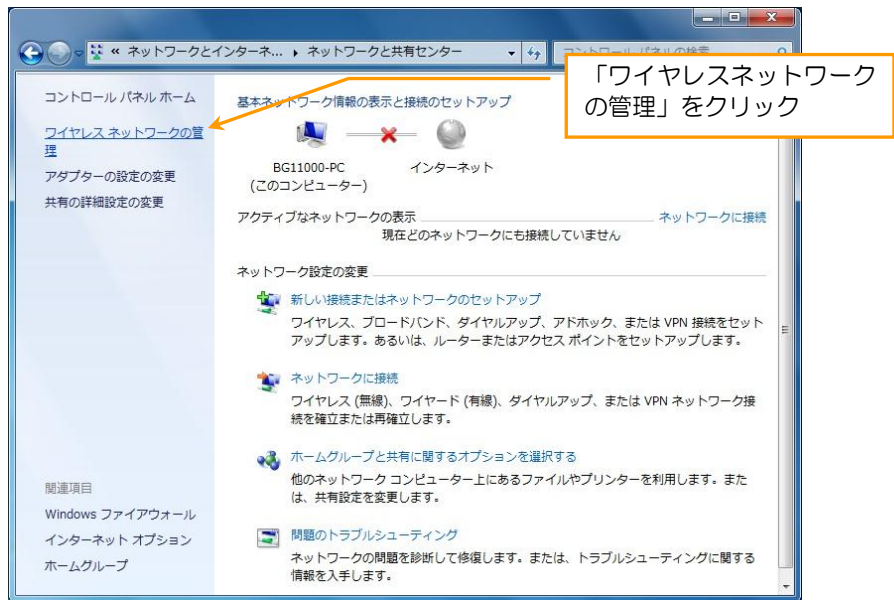 « ネットワークとインターネ... ▸ ネットワークと共有センター
コントロール パネルの検索
「ワイヤレスネットワーク
の管理」をクリック
コントロール パネル ホーム
ワイヤレス ネットワークの管
理
アダプターの設定の変更
共有の詳細設定の変更
基本ネットワーク情報の表示と接続のセットアップ
BG11000-PC
(このコンピューター)
インターネット
アクティブなネットワークの表示
ネットワークに接続
現在どのネットワークにも接続していません
ネットワーク設定の変更
新しい接続またはネットワークのセットアップ
ワイヤレス、ブロードバンド、ダイヤルアップ、アドホック、または VPN 接続をセット
アップします。あるいは、ルーターまたはアクセス ポイントをセットアップします。
ネットワークに接続
ワイヤレス (無線)、ワイヤード (有線)、ダイヤルアップ、または VPN ネットワーク接
続を確立または再確立します。
ホームグループと共有に関するオプションを選択する
他のネットワーク コンピューター上にあるファイルやプリンターを利用します。また
は、共有設定を変更します。
問題のトラブルシューティング
ネットワークの問題を診断して修復します。または、トラブルシューティングに関する
情報を入手します。
関連項目
Windows ファイアウォール
インターネット オプション
ホームグループ